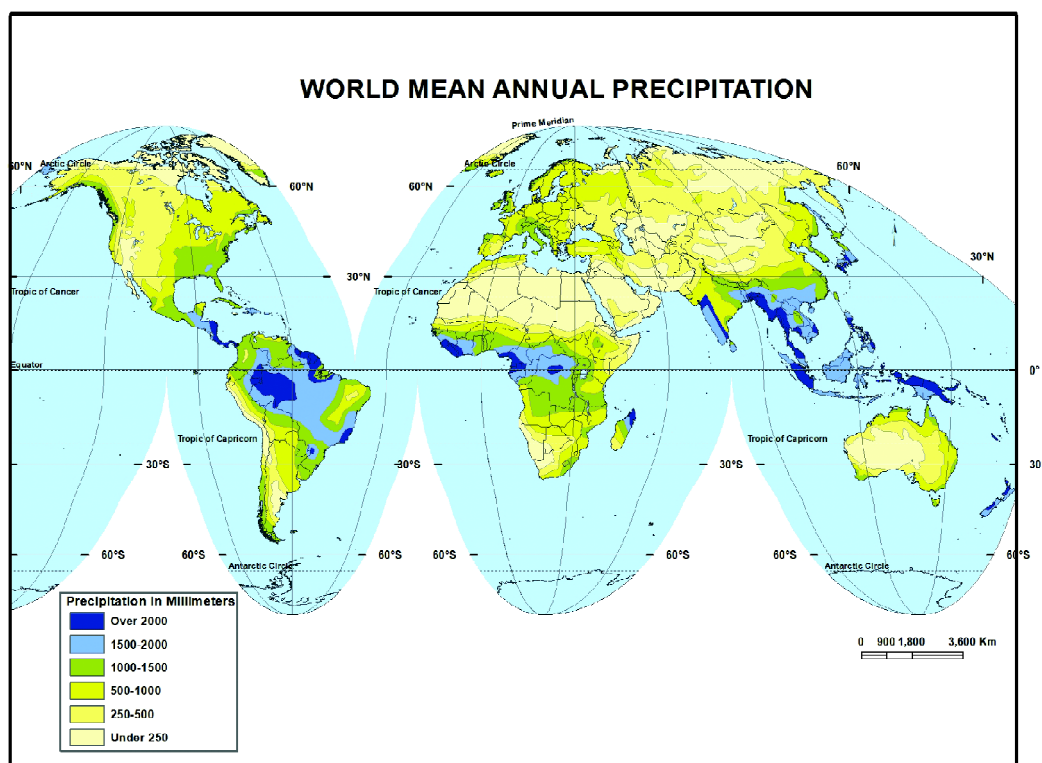 WORLD MEAN ANNUAL PRECIPITATION
Prime Meridian
60°N
Arctic Circle
Arctic Circle
60°N
60°N
60°N
30°N
30°N
Tropic of Cancer
Tropic of Cancer
Equator
0°
Tropic of Capricorn
Tropic of Capricorn
30°S
30°S
30°S
30
60°S
60°S
60°S
60°S
60°S
60°S
Antarctic Circle
Antarctic Circle
Precipitation in Millimeters
Over 2000
1500-2000
1000-1500
500-1000
250-500
Under 250
0 900 1,800 3,600 Km